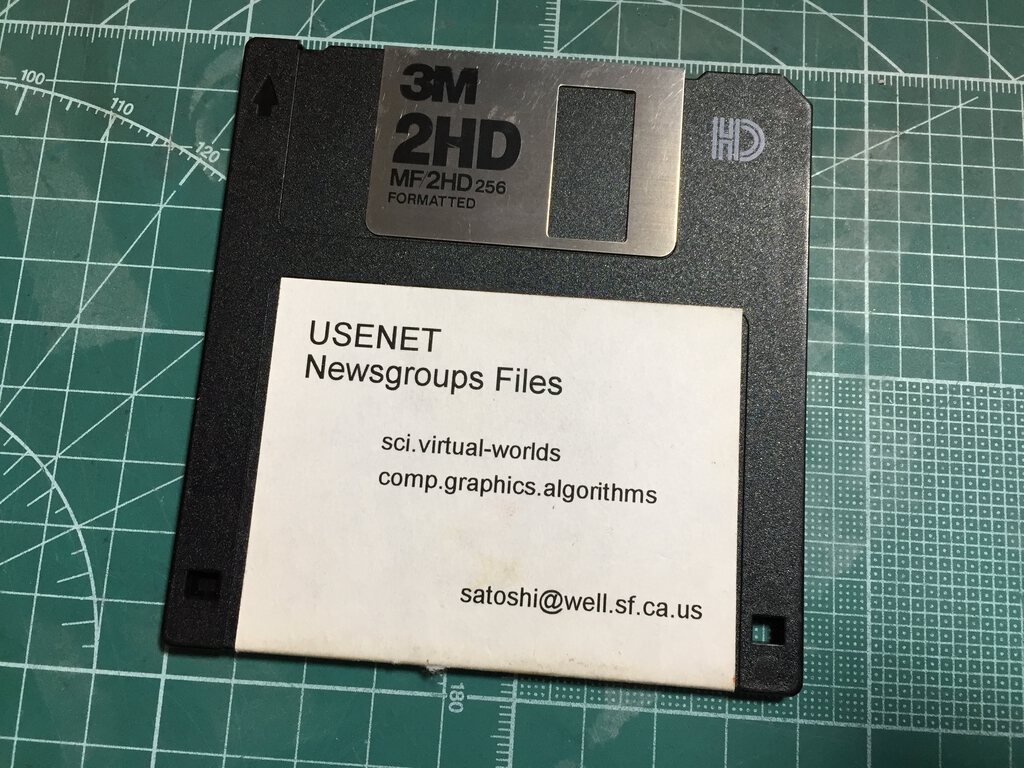 100
110
120
3M
2HD
MF/2HD 256
FORMATTED
HD
USENET
Newsgroups Files
sci.virtual-worlds
comp.graphics.algorithms
satoshi@well.sf.ca.us
180